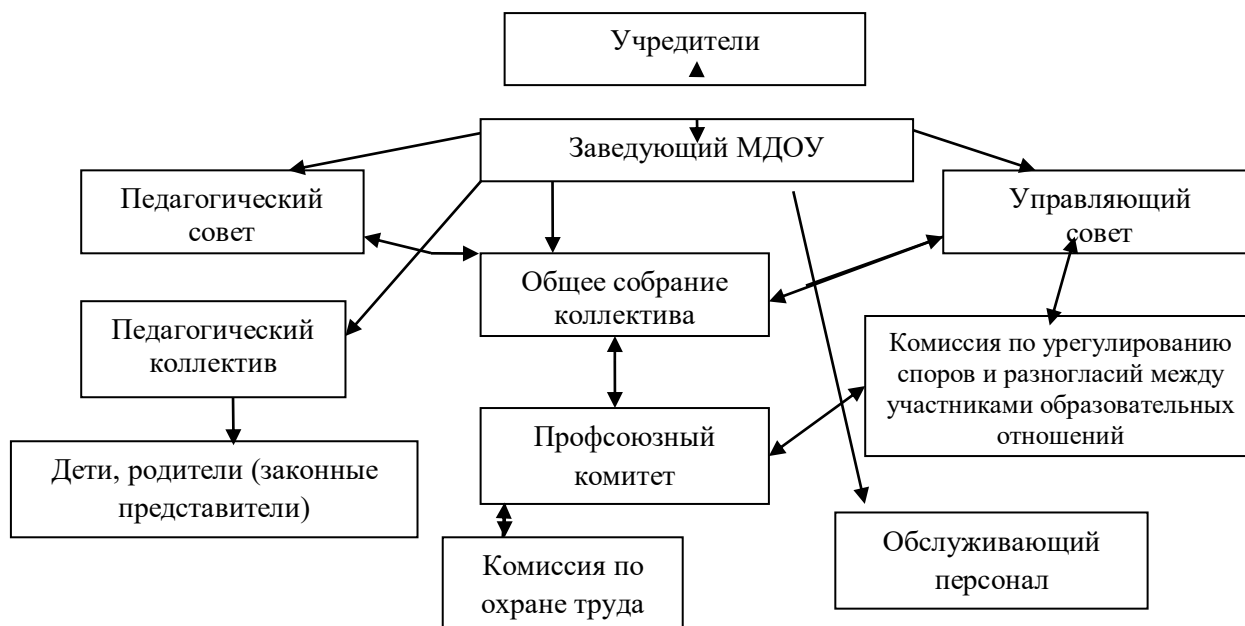 Учредители
Заведующий МДОУ
Педагогический
совет
Управляющий
совет
Общее собрание
коллектива
Педагогический
коллектив
Комиссия по урегулированию
споров и разногласий между
участниками образовательных
отношений
Профсоюзный
комитет
Дети, родители (законные
представители)
Обслуживающий
персонал
Комиссия по
охране труда